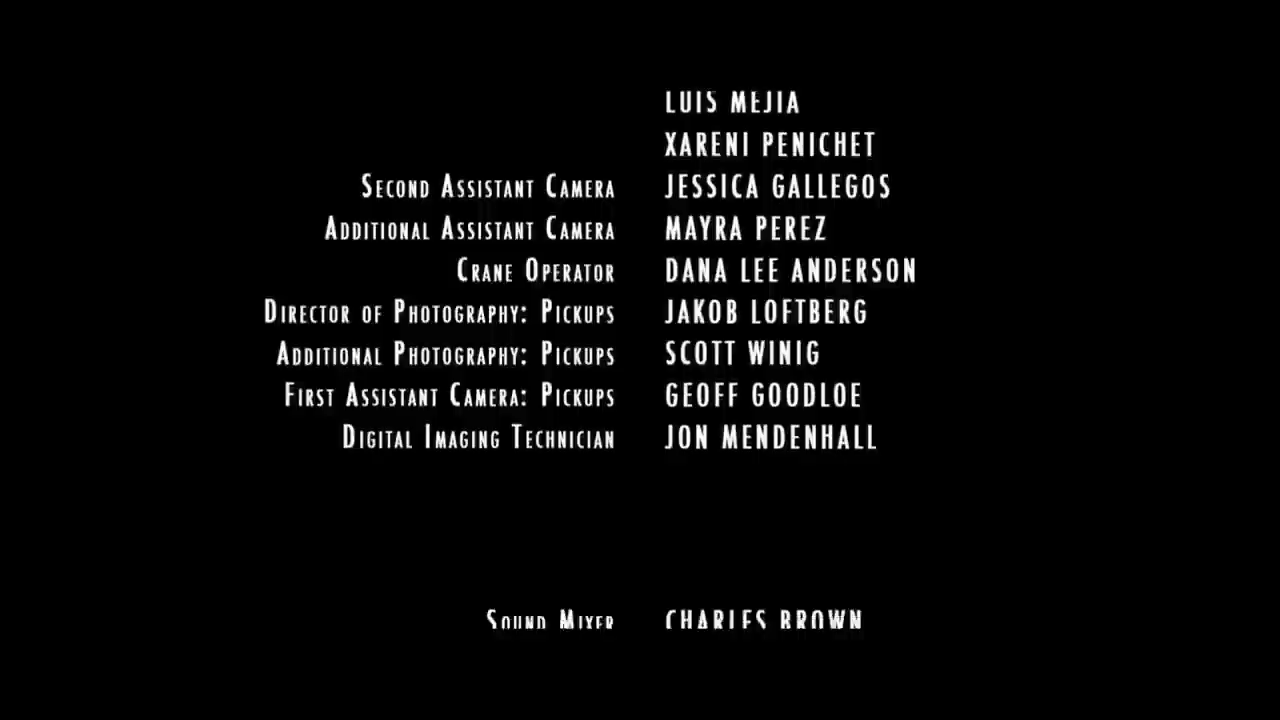 LUIS MEJIA
XARENI PENICHET
SECOND ASSISTANT CAMERA JESSICA GALLEGOS
ADDITIONAL ASSISTANT CAMERA MAYRA PEREZ
CRANE OPERATOR DANA LEE ANDERSON
DIRECTOR OF PHOTOGRAPHY: PICKUPS JAKOB LOFTBERG
ADDITIONAL PHOTOGRAPHY: PICKUPS SCOTT WINIG
FIRST ASSISTANT CAMERA: PICKUPS GEOFF GOODLOE
DIGITAL IMAGING TECHNICIAN JON MENDENHALL
SOUND MIXER CHARLES BROWN